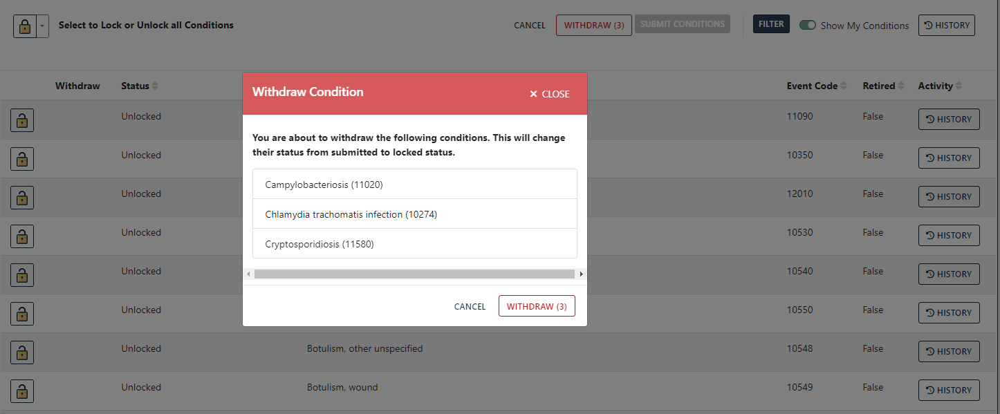 Select to Lock or Unlock all Conditions
CANCEL
WITHDRAW (3)
SUBMIT CONDITIONS
FILTER
Show My Conditions
HISTORY
Withdraw
Status
Event Code
Retired
Activity
Withdraw Condition
CLOSE
You are about to withdraw the following conditions. This will change
their status from submitted to locked status.
Campylobacteriosis (11020)
Chlamydia trachomatis infection (10274)
Cryptosporidiosis (11580)
CANCEL
WITHDRAW (3)
Unlocked
11090
False
HISTORY
Unlocked
10350
False
HISTORY
Unlocked
12010
False
HISTORY
Unlocked
10530
False
HISTORY
Unlocked
10540
False
HISTORY
Unlocked
10550
False
HISTORY
Unlocked
Botulism, other unspecified
10548
False
HISTORY
Unlocked
Botulism, wound
10549
False
HISTORY